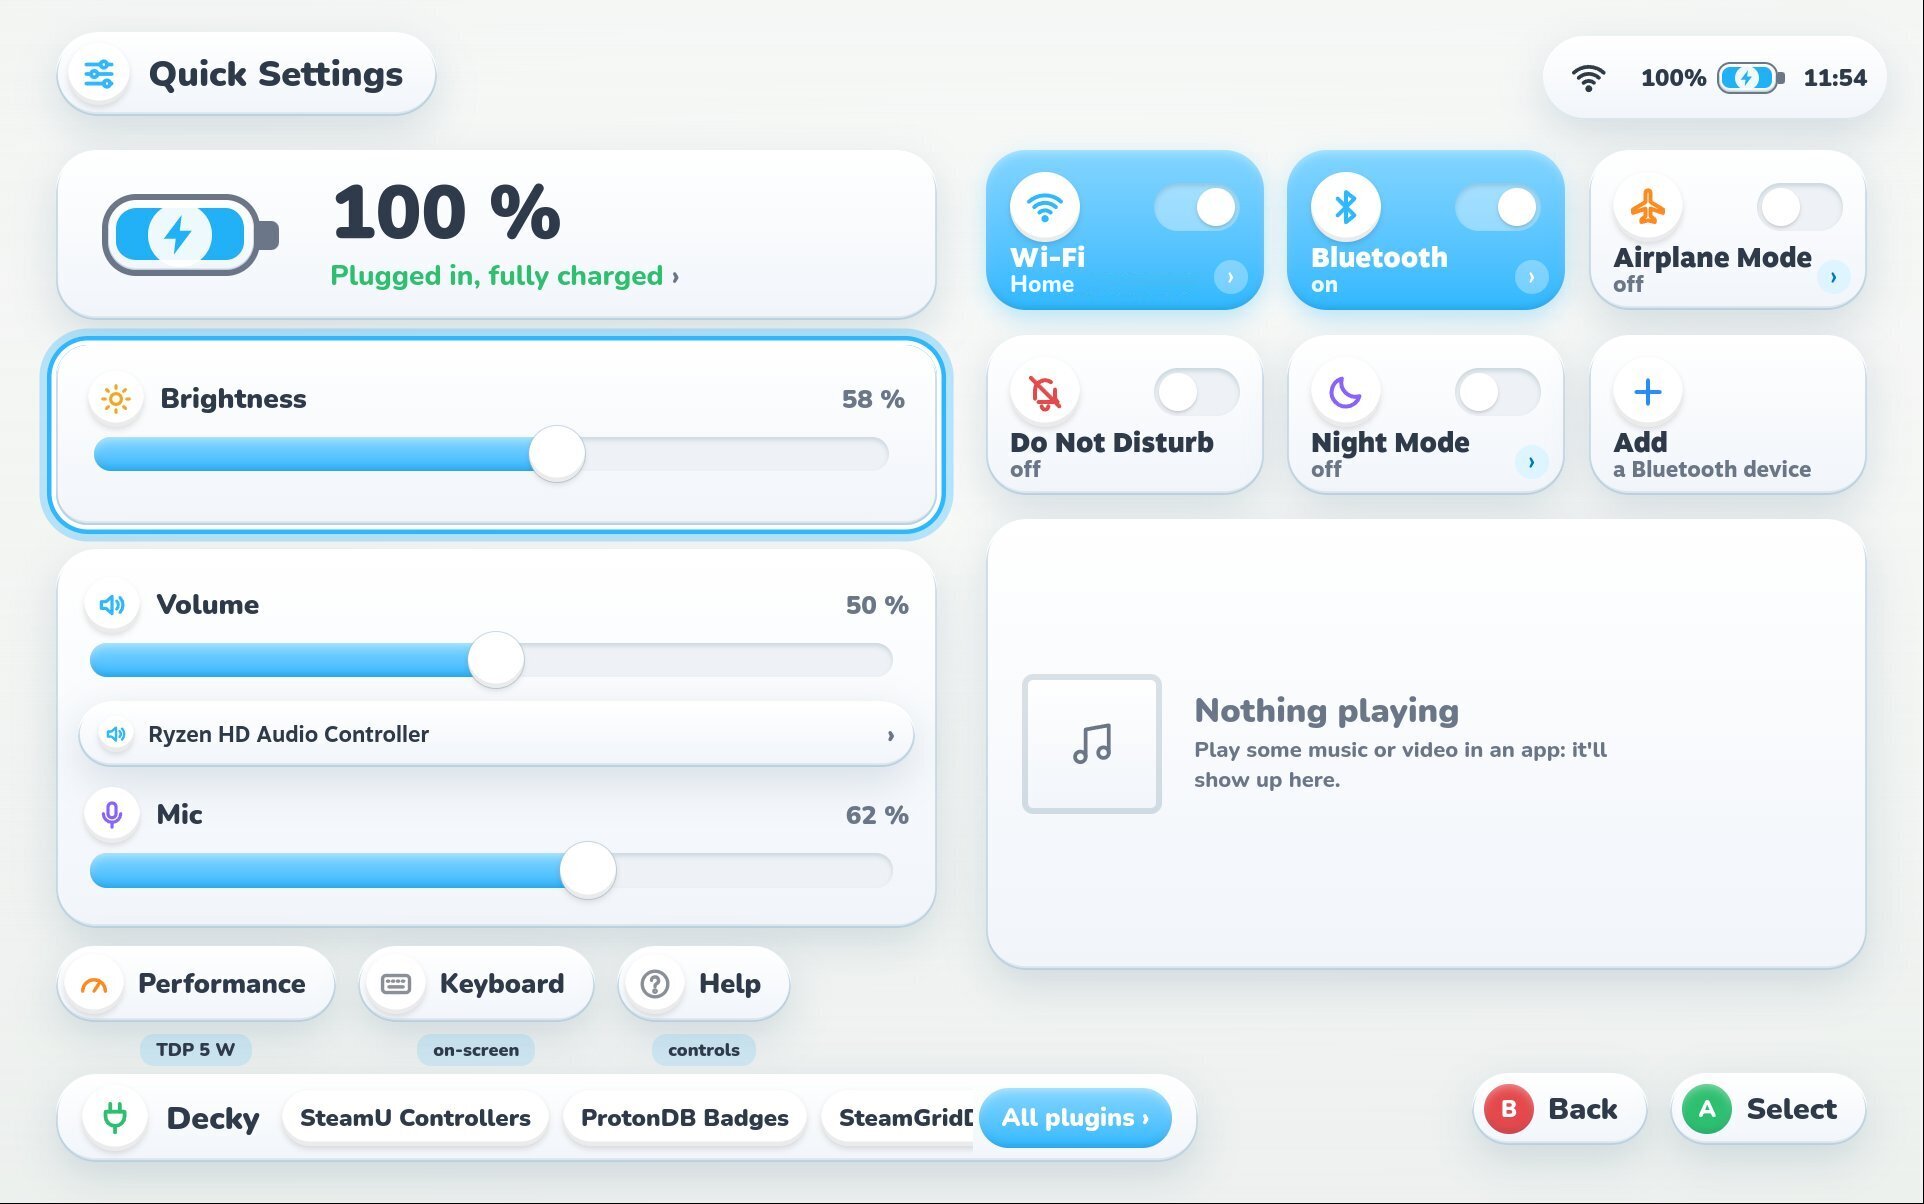 Quick Settings
100% 11:54
100 %
Plugged in, fully charged ›
Brightness
58 %
Volume
50 %
Ryzen HD Audio Controller ›
Mic
62 %
Performance
TDP 5 W
Keyboard
on-screen
Help
controls
Wi-Fi
Home ›
Bluetooth
on ›
Airplane Mode
off ›
Do Not Disturb
off
Night Mode
off ›
Add
a Bluetooth device
Nothing playing
Play some music or video in an app: it'll
show up here.
Decky
SteamU Controllers
ProtonDB Badges
SteamGridD
All plugins ›
B Back
A Select